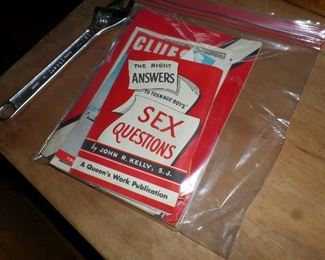 CLUES
THE RIGHT
ANSWERS
TO TEENAGE BOYS'
SEX
QUESTIONS
by JOHN R. KELLY, S.J.
A Queen's Work Publication